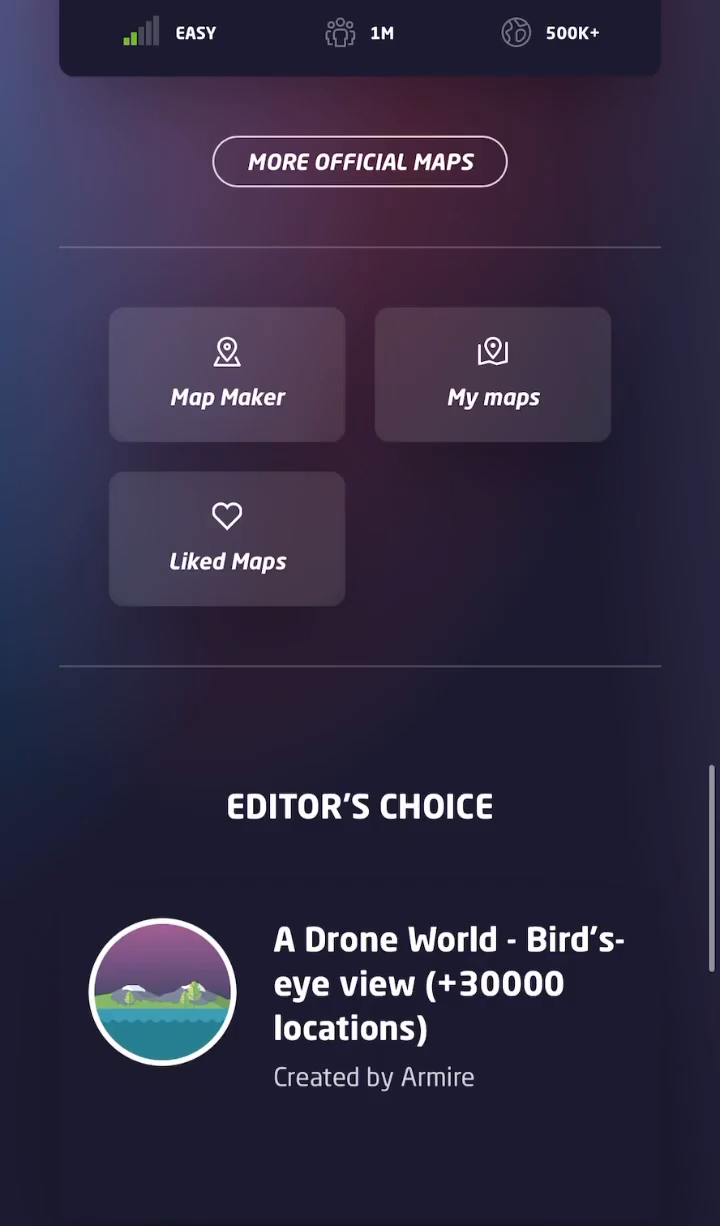 EASY 1M 500K+
MORE OFFICIAL MAPS
Map Maker My maps
Liked Maps
EDITOR’S CHOICE
A Drone World - Bird’s-
eye view (+30000
locations)
Created by Armire